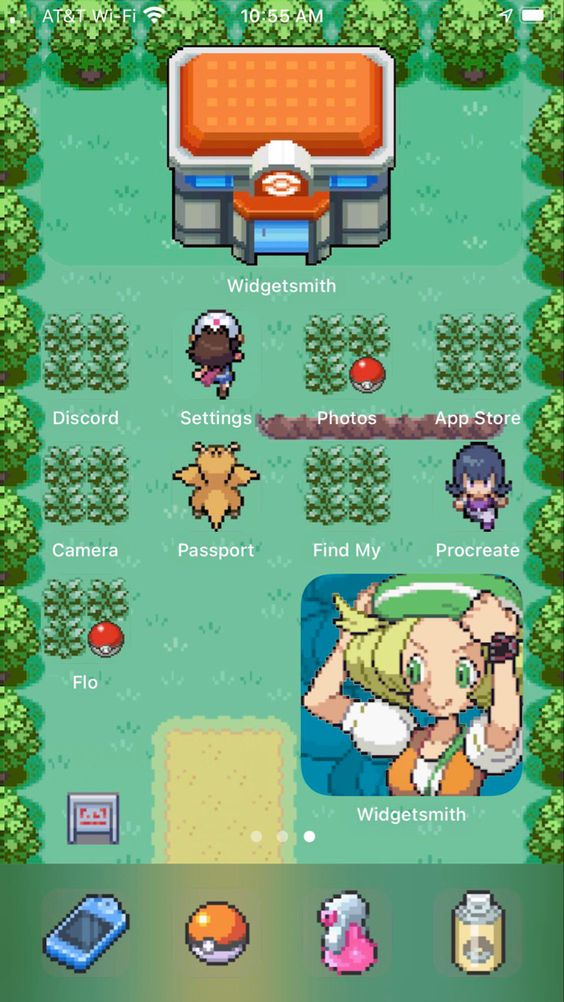 AT&T Wi-Fi 10:55 AM
Widgetsmith
Discord Settings Photos App Store
Camera Passport Find My Procreate
Flo
Widgetsmith